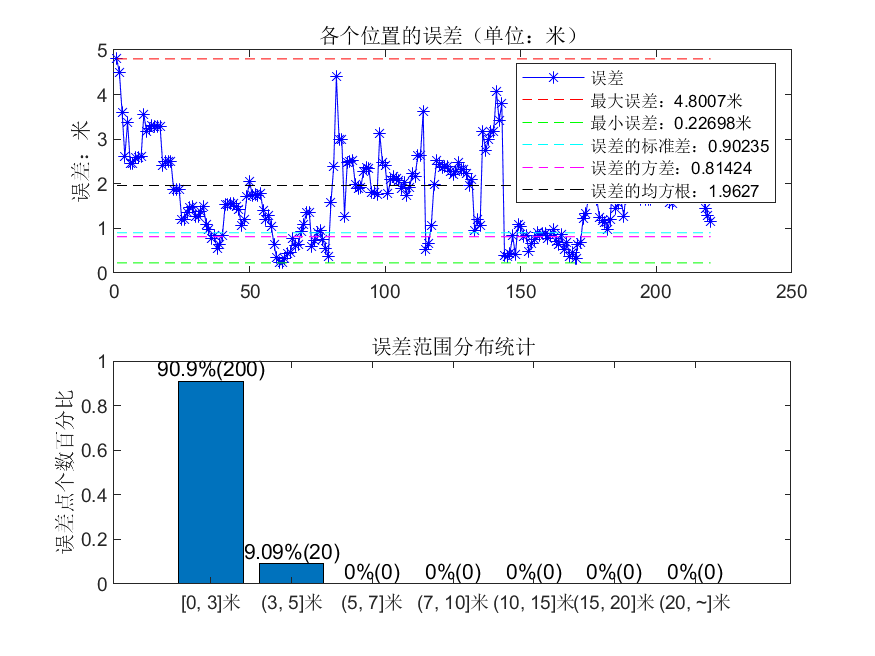 各个位置的误差（单位：米）
误差：米
5
4
3
2
1
0
0 50 100 150 200 250
误差
最大误差：4.8007米
最小误差：0.22698米
误差的标准差：0.90235
误差的方差：0.81424
误差的均方根：1.9627
误差范围分布统计
误差点个数百分比
1
0.8
0.6
0.4
0.2
0
90.9%(200)
9.09%(20)
0%(0) 0%(0) 0%(0) 0%(0) 0%(0)
[0, 3]米 (3, 5]米 (5, 7]米 (7, 10]米 (10, 15]米 (15, 20]米 (20, ~]米